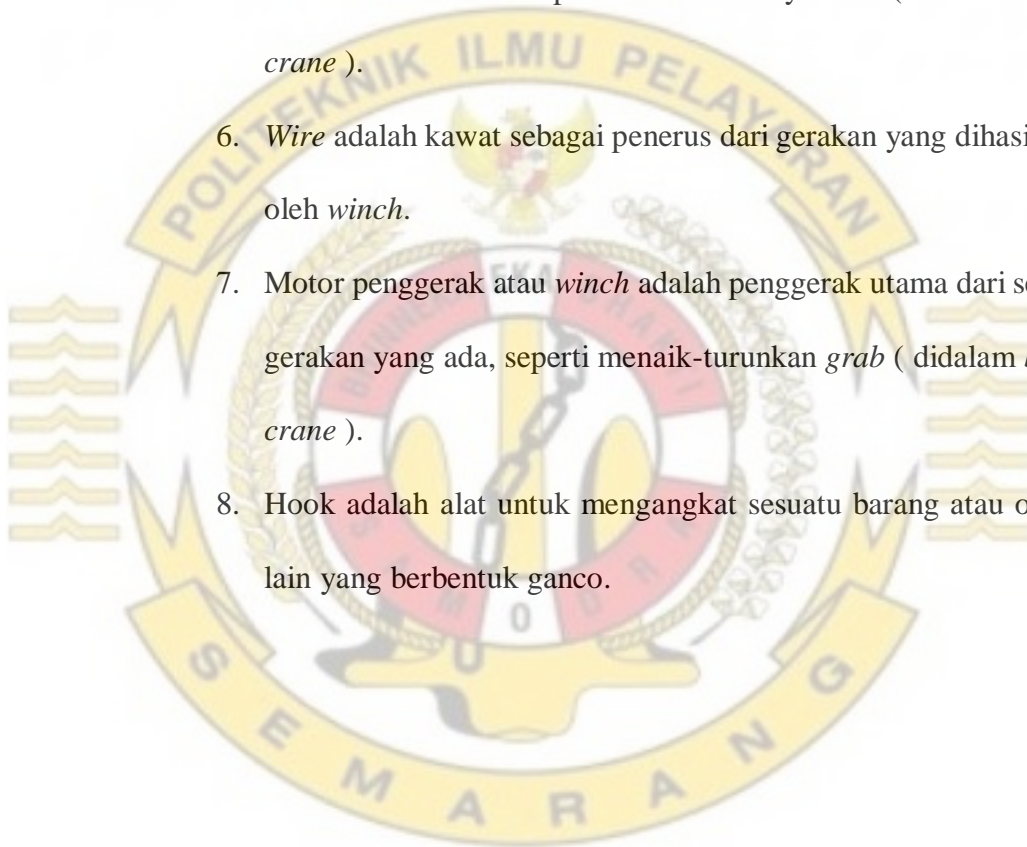 crane ).
6. Wire adalah kawat sebagai penerus dari gerakan yang dihasi
oleh winch.
7. Motor penggerak atau winch adalah penggerak utama dari s
gerakan yang ada, seperti menaik-turunkan grab ( didalam
crane ).
8. Hook adalah alat untuk mengangkat sesuatu barang atau o
lain yang berbentuk ganco.
POLITEKNIK ILMU PELAYARAN
SEMARANG